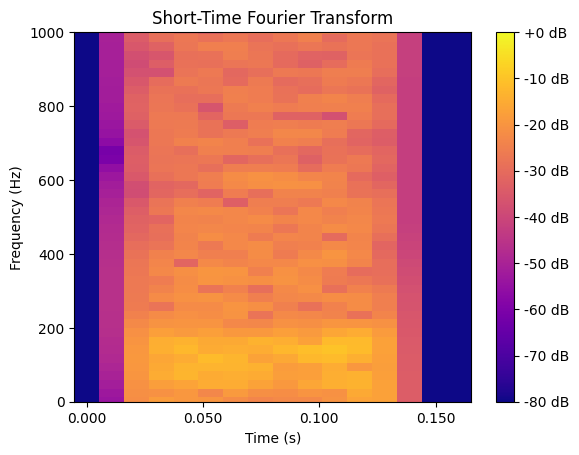 Short-Time Fourier Transform
1000
800
600
400
200
0
Frequency (Hz)
0.000
0.050
0.100
0.150
Time (s)
+0 dB
-10 dB
-20 dB
-30 dB
-40 dB
-50 dB
-60 dB
-70 dB
-80 dB